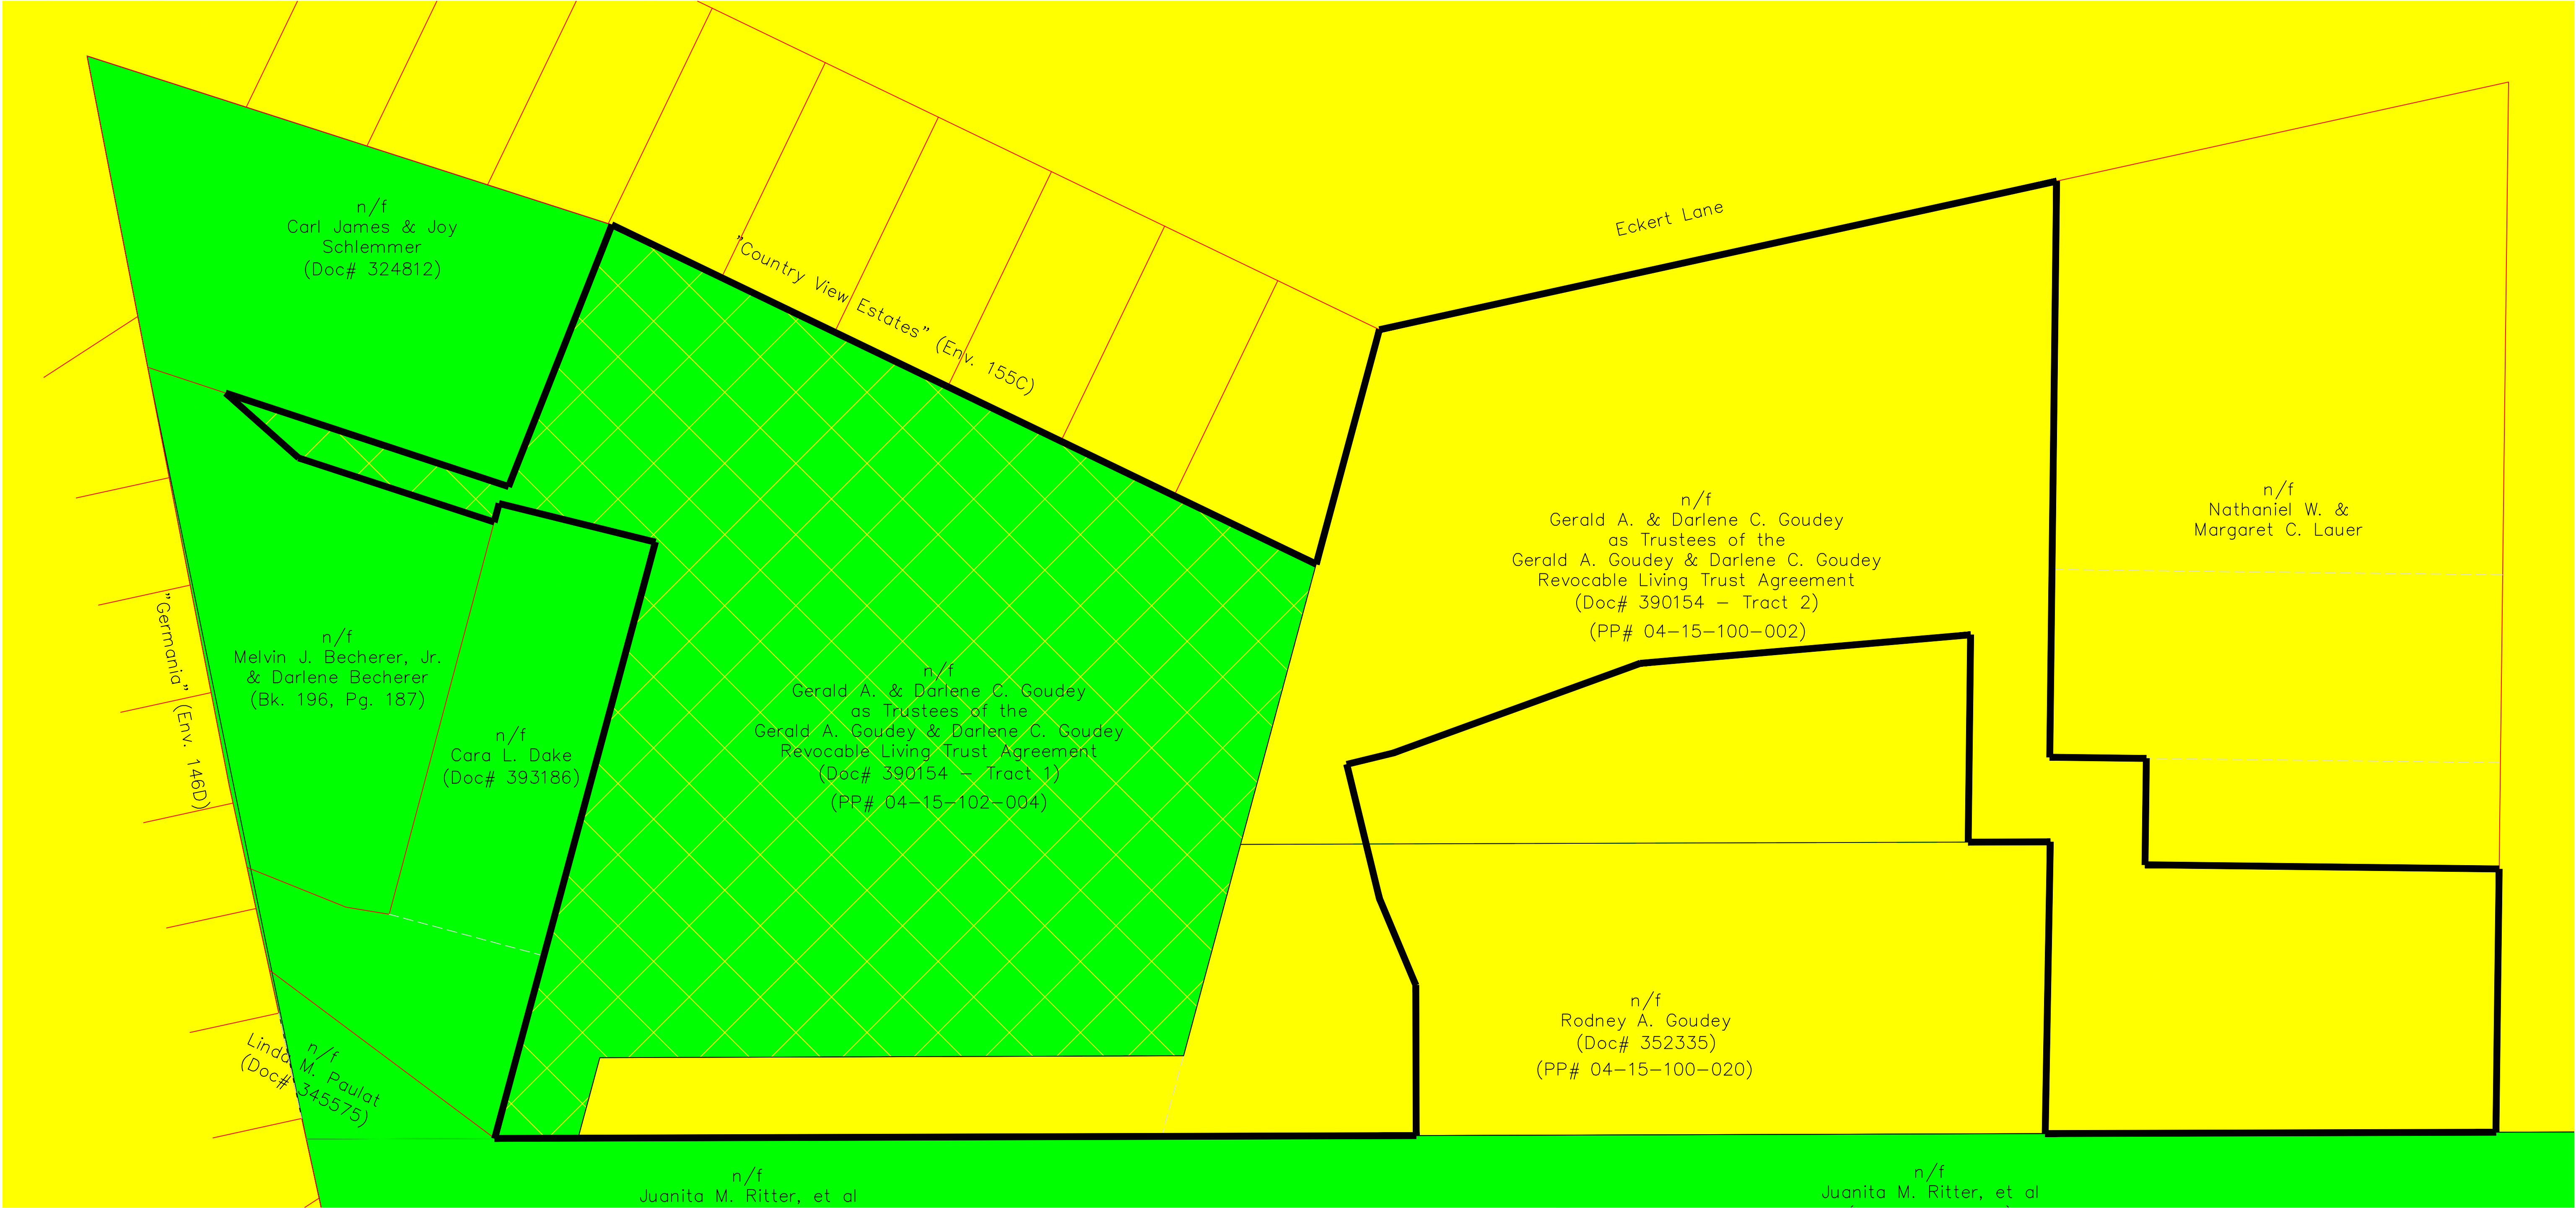 n/f
Carl James & Joy
Schlemmer
(Doc# 324812)
"Country View Estates" (Env. 155C)
Eckert Lane
n/f
Nathaniel W. &
Margaret C. Lauer
n/f
Gerald A. & Darlene C. Goudey
as Trustees of the
Gerald A. Goudey & Darlene C. Goudey
Revocable Living Trust Agreement
(Doc# 390154 - Tract 2)
(PP# 04-15-100-002)
"Germania" (Env. 146D)
n/f
Melvin J. Becherer, Jr.
& Darlene Becherer
(Bk. 196, Pg. 187)
n/f
Cara L. Dake
(Doc# 393186)
n/f
Gerald A. & Darlene C. Goudey
as Trustees of the
Gerald A. Goudey & Darlene C. Goudey
Revocable Living Trust Agreement
(Doc# 390154 - Tract 1)
(PP# 04-15-102-004)
n/f
Linda M. Paulat
(Doc# 345575)
n/f
Rodney A. Goudey
(Doc# 352335)
(PP# 04-15-100-020)
n/f
Juanita M. Ritter, et al
n/f
Juanita M. Ritter, et al